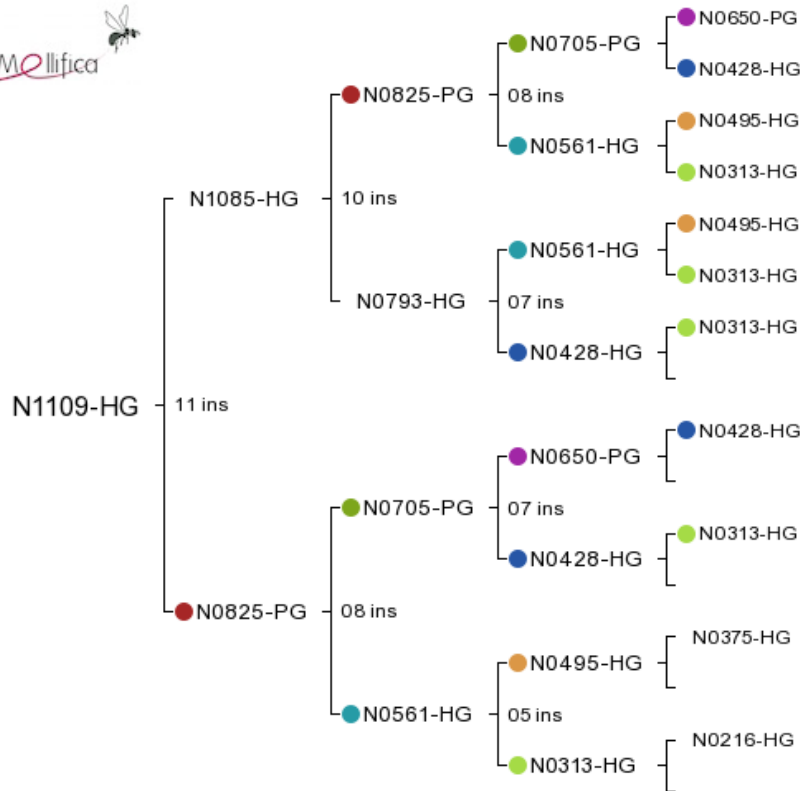 Mellifica
N0650-PG
N0705-PG
N0428-HG
N0825-PG
08 ins
N0495-HG
N0561-HG
N0313-HG
N1085-HG
10 ins
N0495-HG
N0561-HG
N0313-HG
N0793-HG
07 ins
N0313-HG
N0428-HG
N1109-HG
11 ins
N0428-HG
N0650-PG
N0705-PG
07 ins
N0313-HG
N0428-HG
N0825-PG
08 ins
N0375-HG
N0495-HG
N0561-HG
05 ins
N0216-HG
N0313-HG